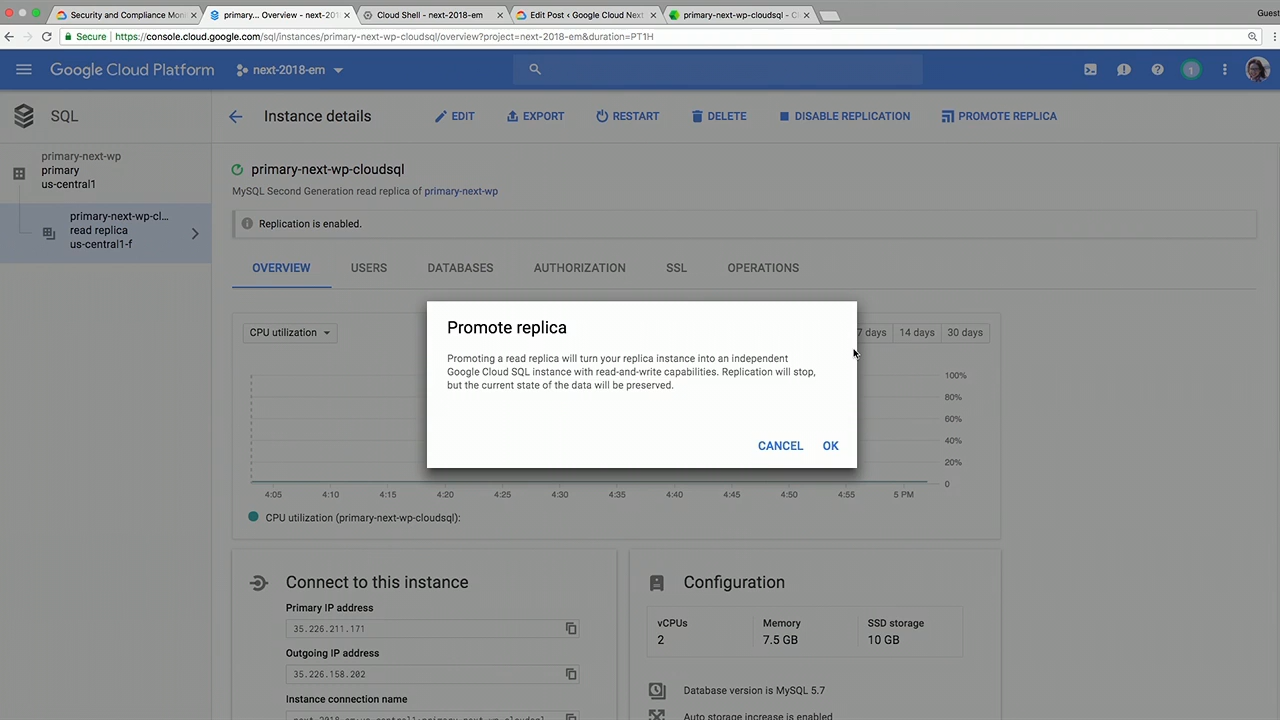 Security and Compliance Mon
primary... Overview - next-201
Cloud Shell - next-2018-em
Edit Post ‹ Google Cloud Next
primary-next-wp-cloudsql - C
Guest
Secure
https://console.cloud.google.com/sql/instances/primary-next-wp-cloudsql/overview?project=next-2018-em&duration=PT1H
Google Cloud Platform
next-2018-em
1
SQL
Instance details
EDIT
EXPORT
RESTART
DELETE
DISABLE REPLICATION
PROMOTE REPLICA
primary-next-wp
primary
us-central1
primary-next-wp-cl...
read replica
us-central1-f
primary-next-wp-cloudsql
MySQL Second Generation read replica of primary-next-wp
Replication is enabled.
OVERVIEW
USERS
DATABASES
AUTHORIZATION
SSL
OPERATIONS
CPU utilization
7 days
14 days
30 days
Promote replica
Promoting a read replica will turn your replica instance into an independent
Google Cloud SQL instance with read-and-write capabilities. Replication will stop,
but the current state of the data will be preserved.
CANCEL
OK
100%
80%
60%
40%
20%
0
4:05
4:10
4:15
4:20
4:25
4:30
4:35
4:40
4:45
4:50
4:55
5 PM
CPU utilization (primary-next-wp-cloudsql):
Connect to this instance
Primary IP address
35.226.211.171
Outgoing IP address
35.226.158.202
Instance connection name
Configuration
vCPUs
2
Memory
7.5 GB
SSD storage
10 GB
Database version is MySQL 5.7
Auto storage increase is enabled